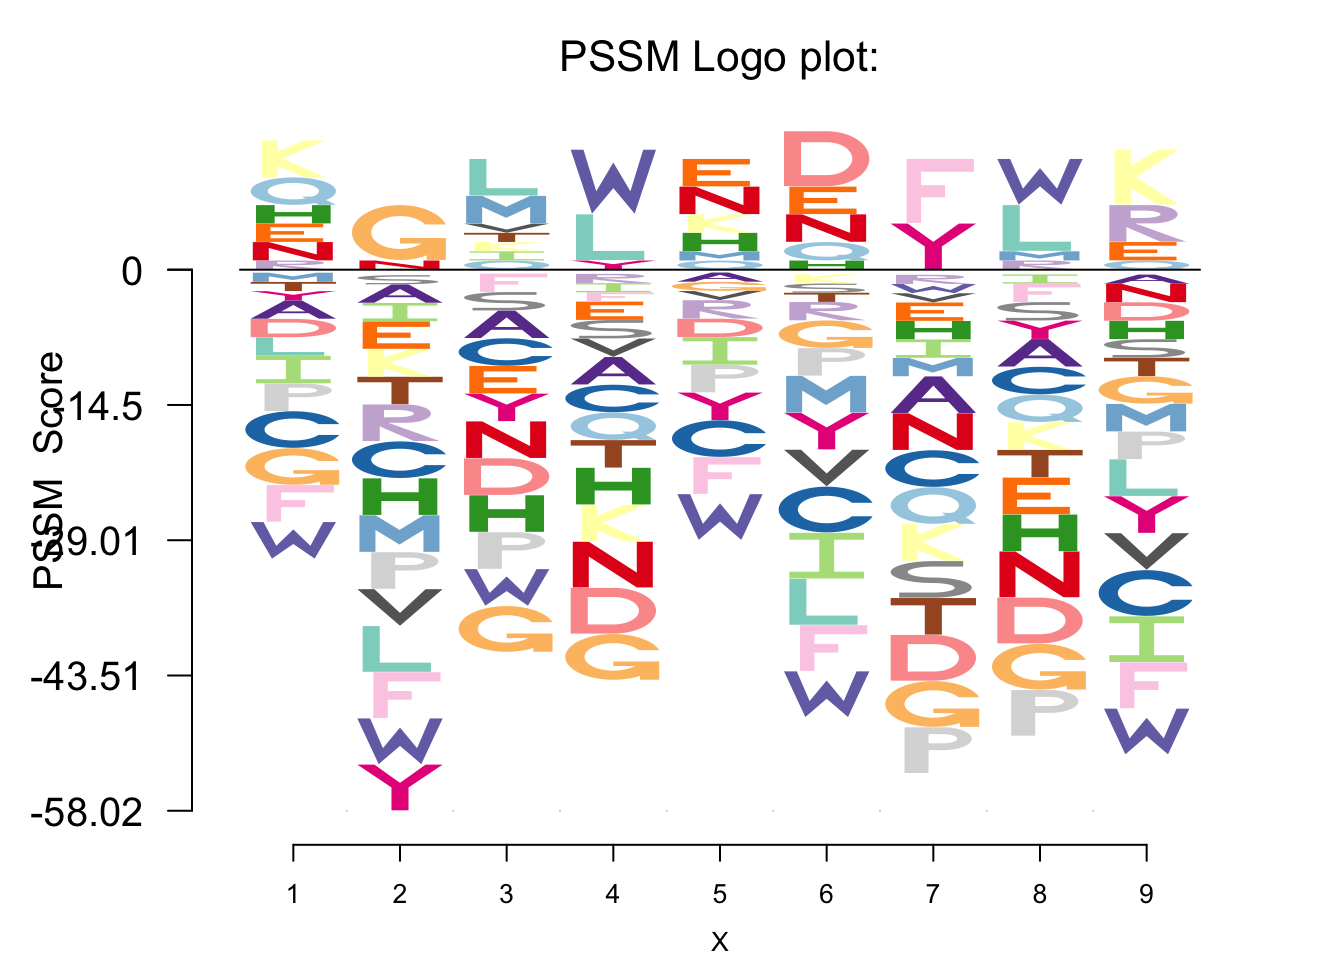 PSSM Logo plot:
PSSM Score
0
-14.5
-29.01
-43.51
-58.02
K Q H E N R M T Y A D L I P C G F W
G N S A I E K T R C H M P V L F W Y
L M V T K I Q F S A C E Y N D H P W G
W L Y R I F E S V A C Q T H K N D G
E N K H M Q A G V R D I P Y C F W
D E N Q H K S T R G P M Y V C I L F W
F Y R W V E H I M A N C Q K S T D G P
W L M R I F S Y A C Q K T E H N D G P
K R E Q A N D H S T G M P L Y V C I F W
1 2 3 4 5 6 7 8 9
X